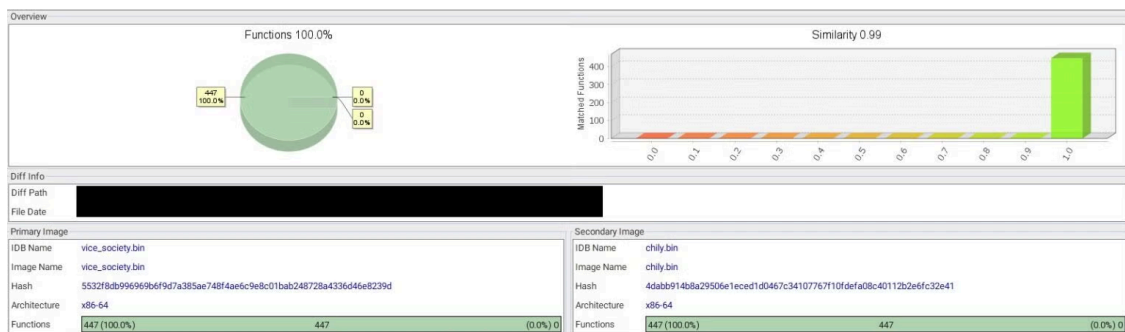 Overview
Functions 100.0%
447
100.0%
0
0.0%
0
0.0%
Similarity 0.99
Matched Functions
400
300
200
100
0
0.0 0.1 0.2 0.3 0.4 0.5 0.6 0.7 0.8 0.9 1.0
Diff Info
Diff Path
File Date
Primary Image
IDB Name vice_society.bin
Image Name vice_society.bin
Hash 5532f8db996969b6f9d7a385ae748f4ae6c9e8c01bab248728a4336d46e8239d
Architecture x86-64
Functions 447 (100.0%) 447 (0.0%) 0
Secondary Image
IDB Name chily.bin
Image Name chily.bin
Hash 4dabb914b8a29506e1eced1d0467c34107767f10fdefa08c40112b2e6fc32e41
Architecture x86-64
Functions 447 (100.0%) 447 (0.0%) 0